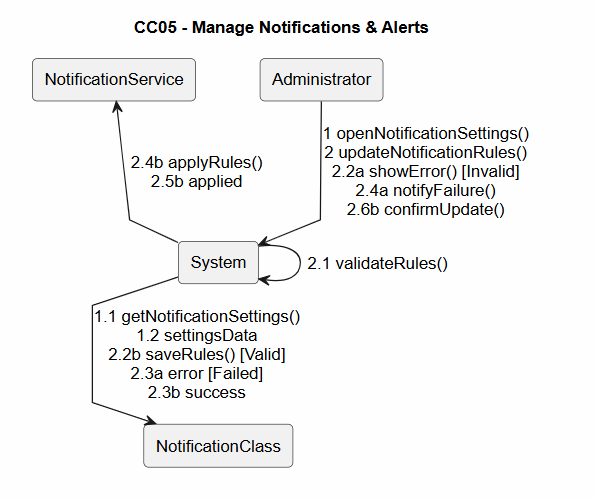 CC05 - Manage Notifications & Alerts
NotificationService
Administrator
1 openNotificationSettings()
2 updateNotificationRules()
2.2a showError() [Invalid]
2.4a notifyFailure()
2.6b confirmUpdate()
2.4b applyRules()
2.5b applied
System
2.1 validateRules()
1.1 getNotificationSettings()
1.2 settingsData
2.2b saveRules() [Valid]
2.3a error [Failed]
2.3b success
NotificationClass